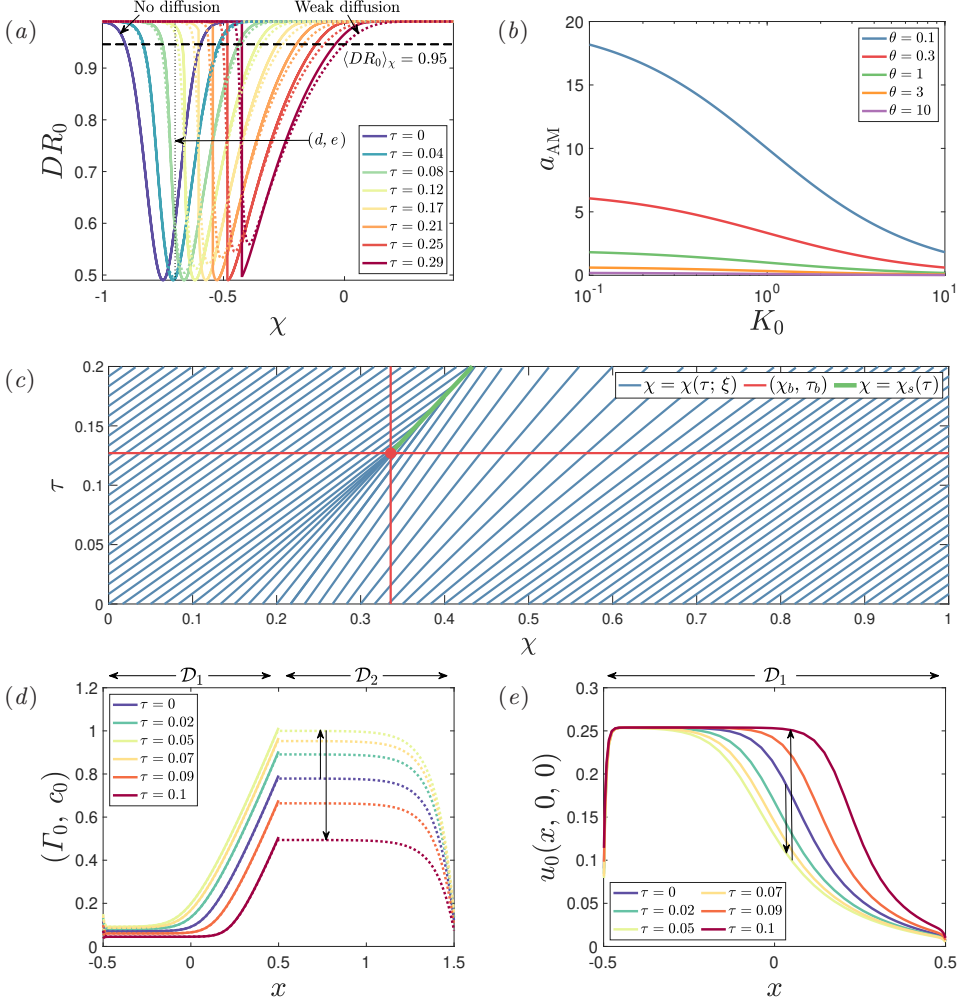 (a)
No diffusion
Weak diffusion
⟨DR₀⟩χ = 0.95
(d, e)
DR₀
0.9
0.8
0.7
0.6
0.5
τ = 0
τ = 0.04
τ = 0.08
τ = 0.12
τ = 0.17
τ = 0.21
τ = 0.25
τ = 0.29
-1
-0.5
0
χ
(b)
a_AM
20
15
10
5
0
θ = 0.1
θ = 0.3
θ = 1
θ = 3
θ = 10
10⁻¹
10⁰
10¹
K₀
(c)
τ
0.2
0.15
0.1
0.05
0
χ = χ(τ; ξ)
(χ_b, τ_b)
χ = χ_s(τ)
0
0.1
0.2
0.3
0.4
0.5
0.6
0.7
0.8
0.9
1
χ
(d)
D₁
D₂
(Γ₀, c₀)
1.2
1
0.8
0.6
0.4
0.2
0
τ = 0
τ = 0.02
τ = 0.05
τ = 0.07
τ = 0.09
τ = 0.1
-0.5
0
0.5
1
1.5
x
(e)
D₁
u₀(x, 0, 0)
0.3
0.25
0.2
0.15
0.1
0.05
0
τ = 0
τ = 0.02
τ = 0.05
τ = 0.07
τ = 0.09
τ = 0.1
-0.5
0
0.5
x